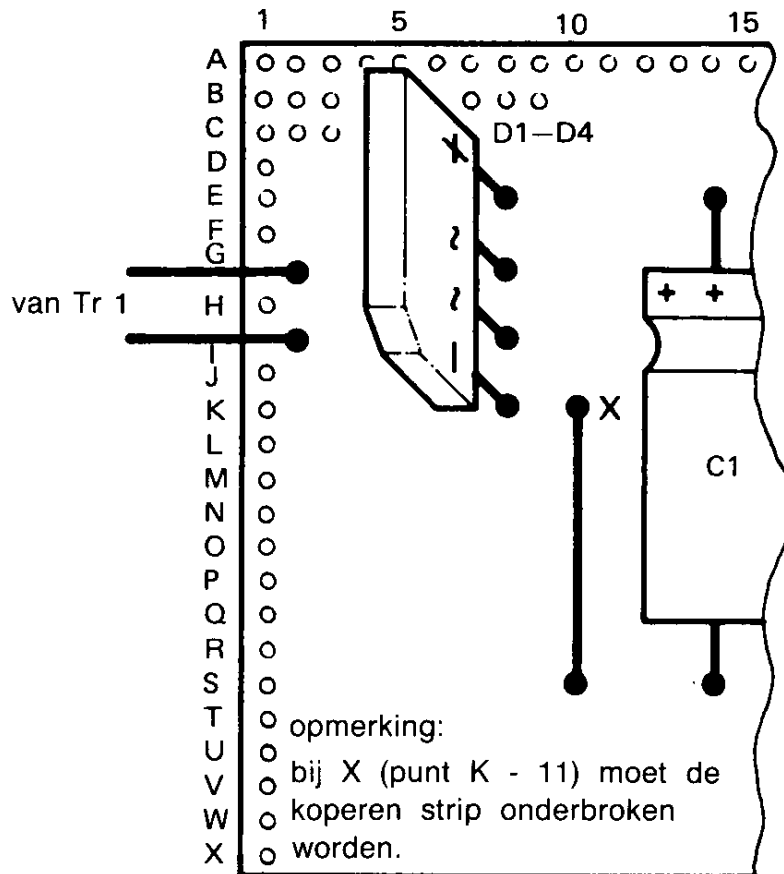 1 5 10 15
A
B
C
D1–D4
D
E
F
G
van Tr 1
H
I
J
K
X
L
C1
M
N
O
P
Q
R
S
T
U
V
W
X
+ ~ ~ –
+ +
opmerking:
bij X (punt K - 11) moet de
koperen strip onderbroken
worden.